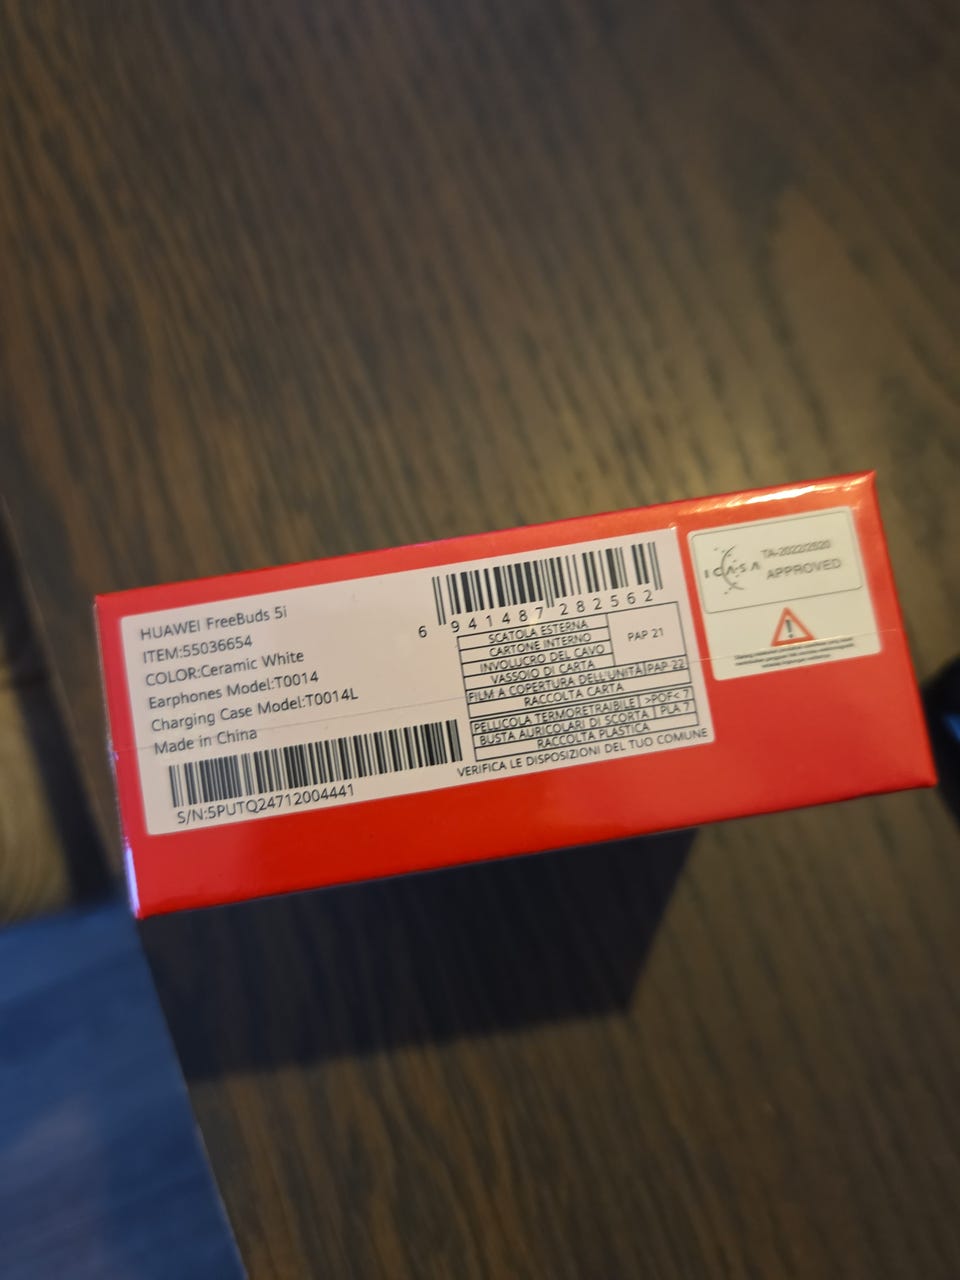 HUAWEI FreeBuds 5i
ITEM:55036654
COLOR:Ceramic White
Earphones Model:T0014
Charging Case Model:T0014L
Made in China
S/N:5PUTQ24712004441
6 941487 282562
SCATOLA ESTERNA
CARTONE INTERNO
INVOLUCRO DEL CAVO
VASSOIO DI CARTA
PAP 21
FILM A COPERTURA DELL'UNITÀ PAP 22
RACCOLTA CARTA
PELLICOLA TERMORETRAIBILE >POF< 7
BUSTA AURICOLARI DI SCORTA PLA 7
RACCOLTA PLASTICA
VERIFICA LE DISPOSIZIONI DEL TUO COMUNE
ICASA
TA-2022/2620
APPROVED